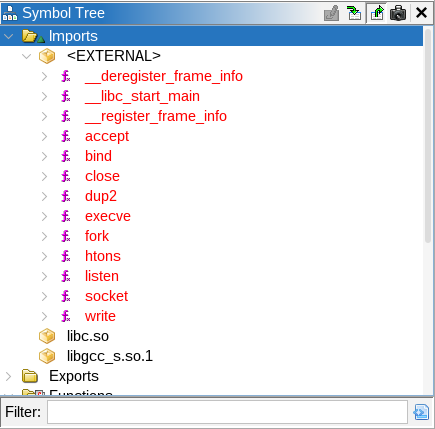 Symbol Tree
Imports
<EXTERNAL>
__deregister_frame_info
__libc_start_main
__register_frame_info
accept
bind
close
dup2
execve
fork
htons
listen
socket
write
libc.so
libgcc_s.so.1
Exports
Functions
Filter: